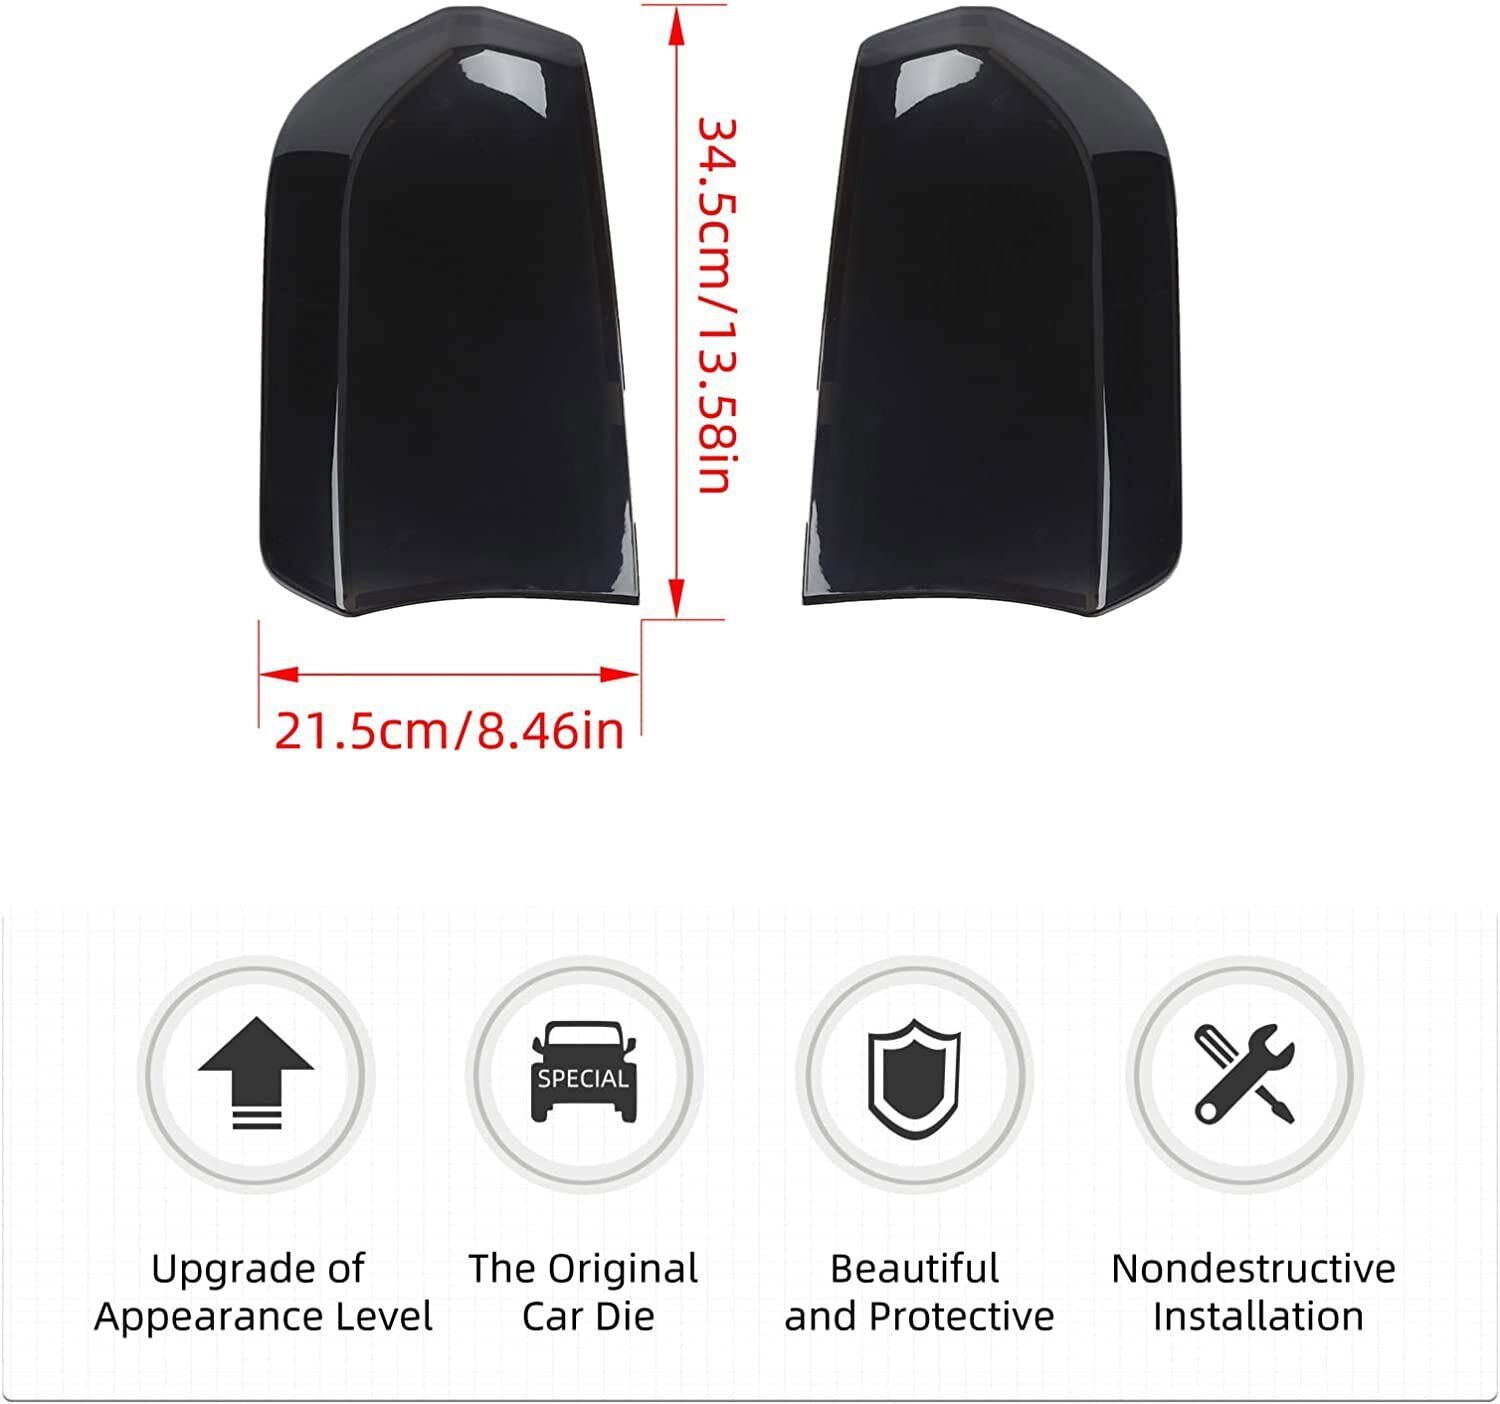 34.5cm/13.58in
21.5cm/8.46in
SPECIAL
Upgrade of
Appearance Level
The Original
Car Die
Beautiful
and Protective
Nondestructive
Installation